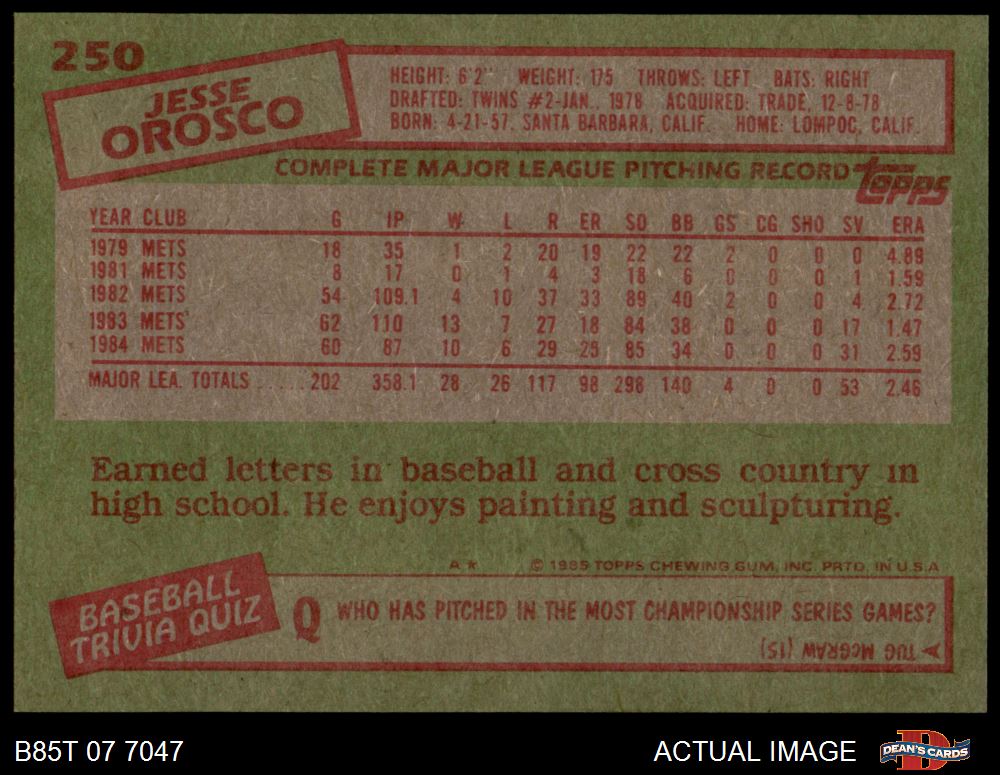 250
JESSE
OROSCO
HEIGHT: 6'2" WEIGHT: 175 THROWS: LEFT BATS: RIGHT
DRAFTED: TWINS #2-JAN., 1978 ACQUIRED: TRADE, 12-8-78
BORN: 4-21-57, SANTA BARBARA, CALIF. HOME: LOMPOC, CALIF.
COMPLETE MAJOR LEAGUE PITCHING RECORD topps
YEAR CLUB G IP W L R ER SO BB GS CG SHO SV ERA
1979 METS 18 35 1 2 20 19 22 22 2 0 0 0 4.89
1981 METS 8 17 0 1 4 3 18 6 0 0 0 1 1.59
1982 METS 54 109.1 4 10 37 33 89 40 2 0 0 4 2.72
1983 METS 62 110 13 7 27 18 84 38 0 0 0 17 1.47
1984 METS 60 87 10 6 29 25 85 34 0 0 0 31 2.59
MAJOR LEA. TOTALS ......202 358.1 28 26 117 98 298 140 4 0 0 53 2.46
Earned letters in baseball and cross country in
high school. He enjoys painting and sculpturing.
A* © 1985 TOPPS CHEWING GUM, INC. PRTD. IN U.S.A
BASEBALL
TRIVIA QUIZ
Q WHO HAS PITCHED IN THE MOST CHAMPIONSHIP SERIES GAMES?
TUG McGRAW (15)
B85T 07 7047
ACTUAL IMAGE
D
DEAN'S CARDS